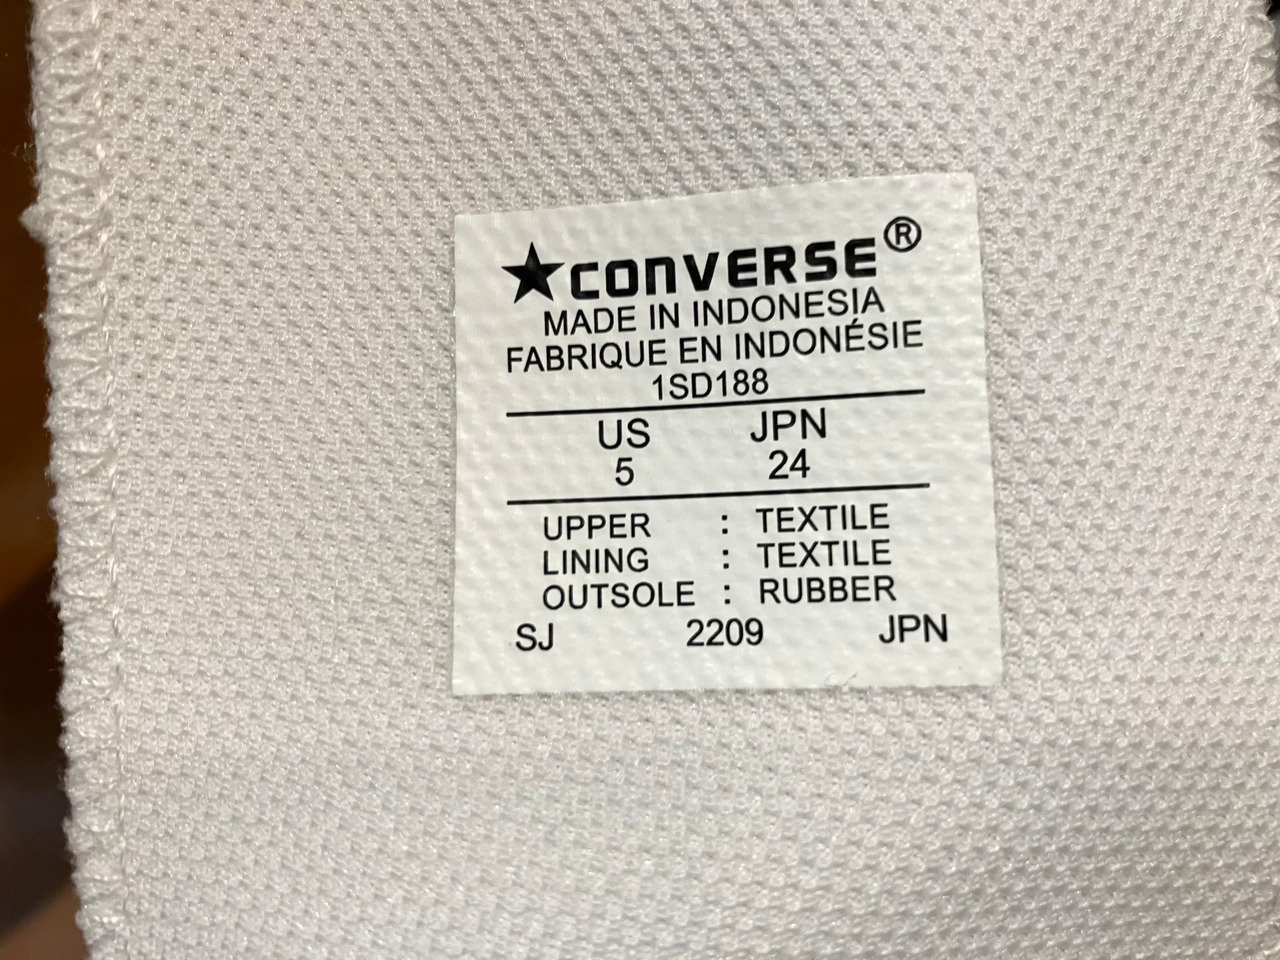 ★CONVERSE®
MADE IN INDONESIA
FABRIQUE EN INDONÉSIE
1SD188
US JPN
5 24
UPPER : TEXTILE
LINING : TEXTILE
OUTSOLE : RUBBER
SJ 2209 JPN